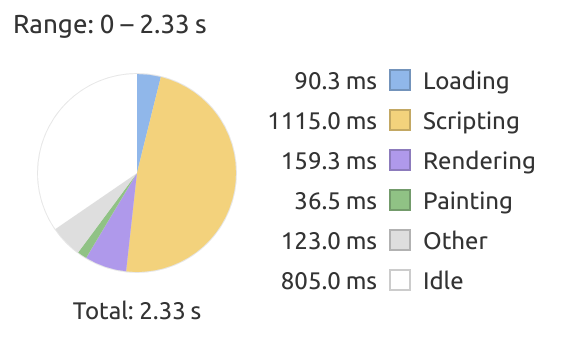 Range: 0 – 2.33 s
90.3 ms Loading
1115.0 ms Scripting
159.3 ms Rendering
36.5 ms Painting
123.0 ms Other
805.0 ms Idle
Total: 2.33 s